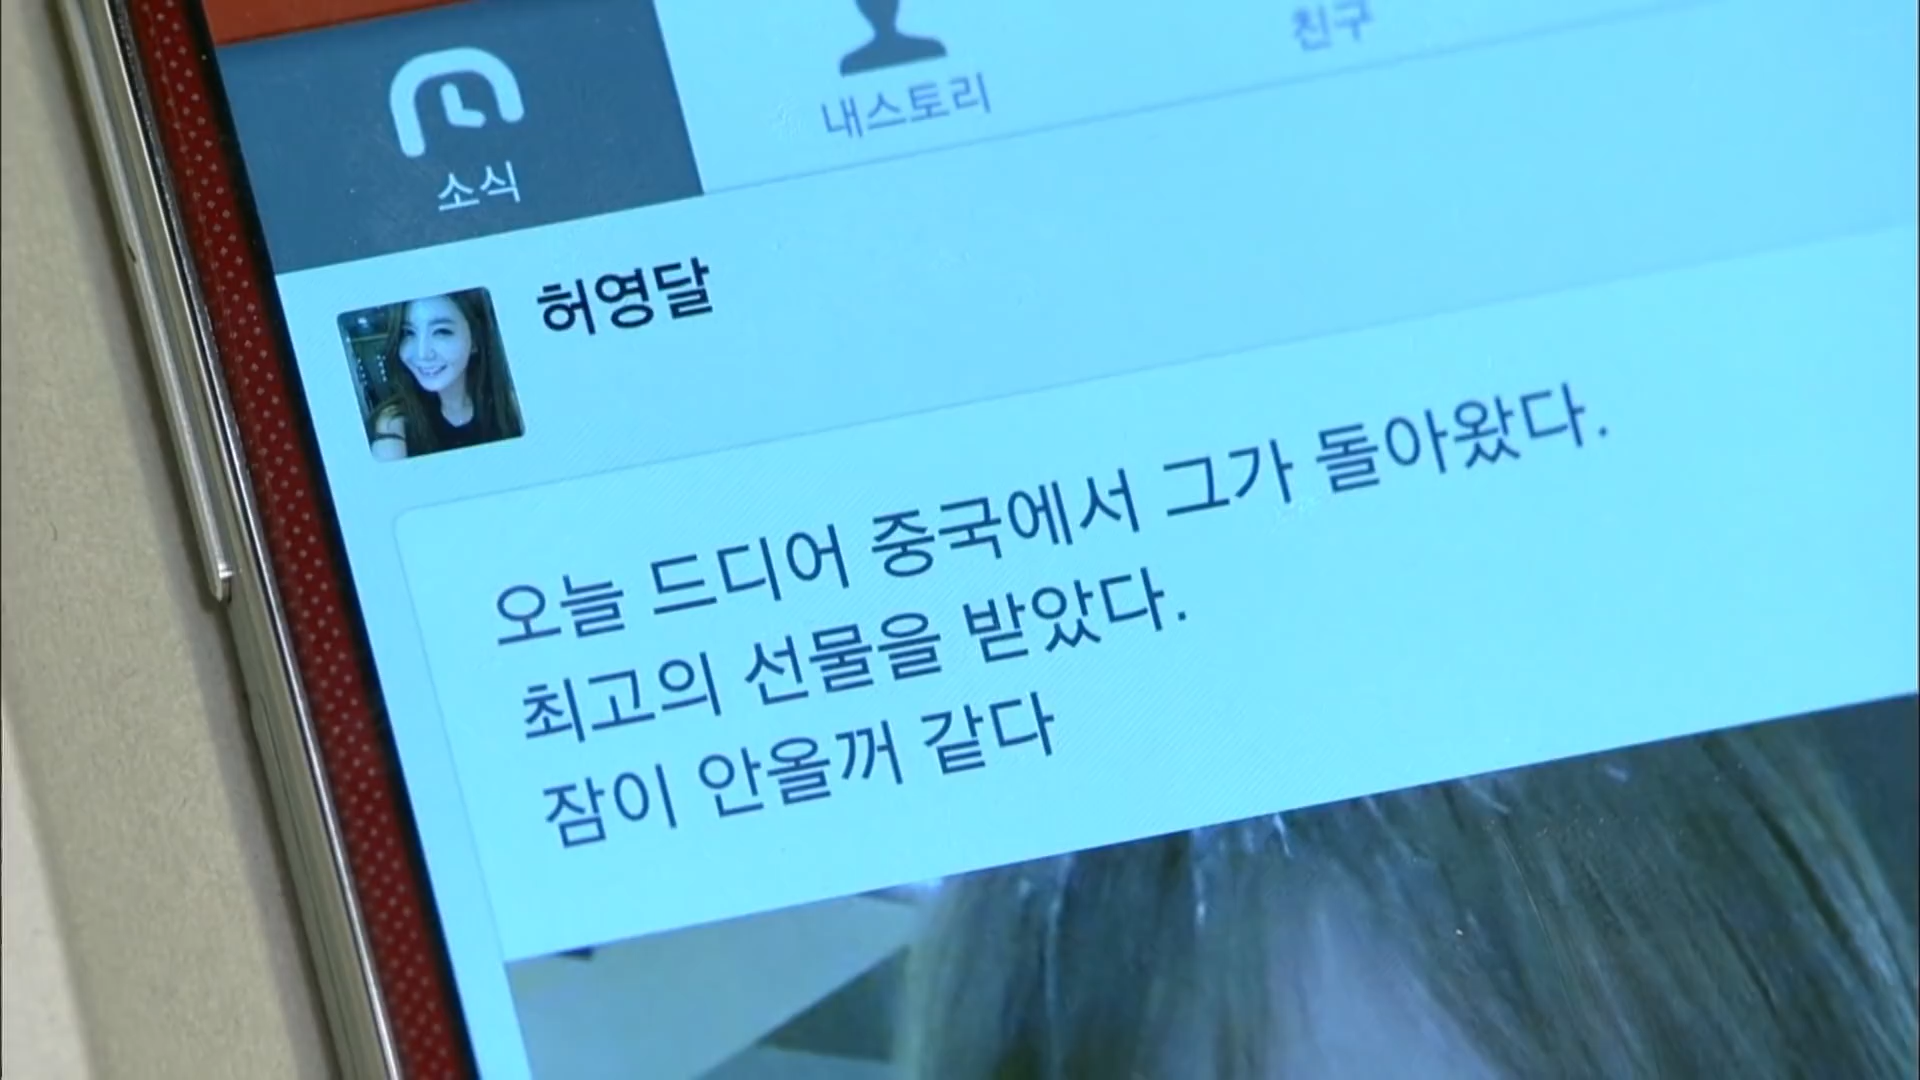 친구
내스토리
소식
허영달
오늘 드디어 중국에서 그가 돌아왔다.
최고의 선물을 받았다.
잠이 안올꺼 같다